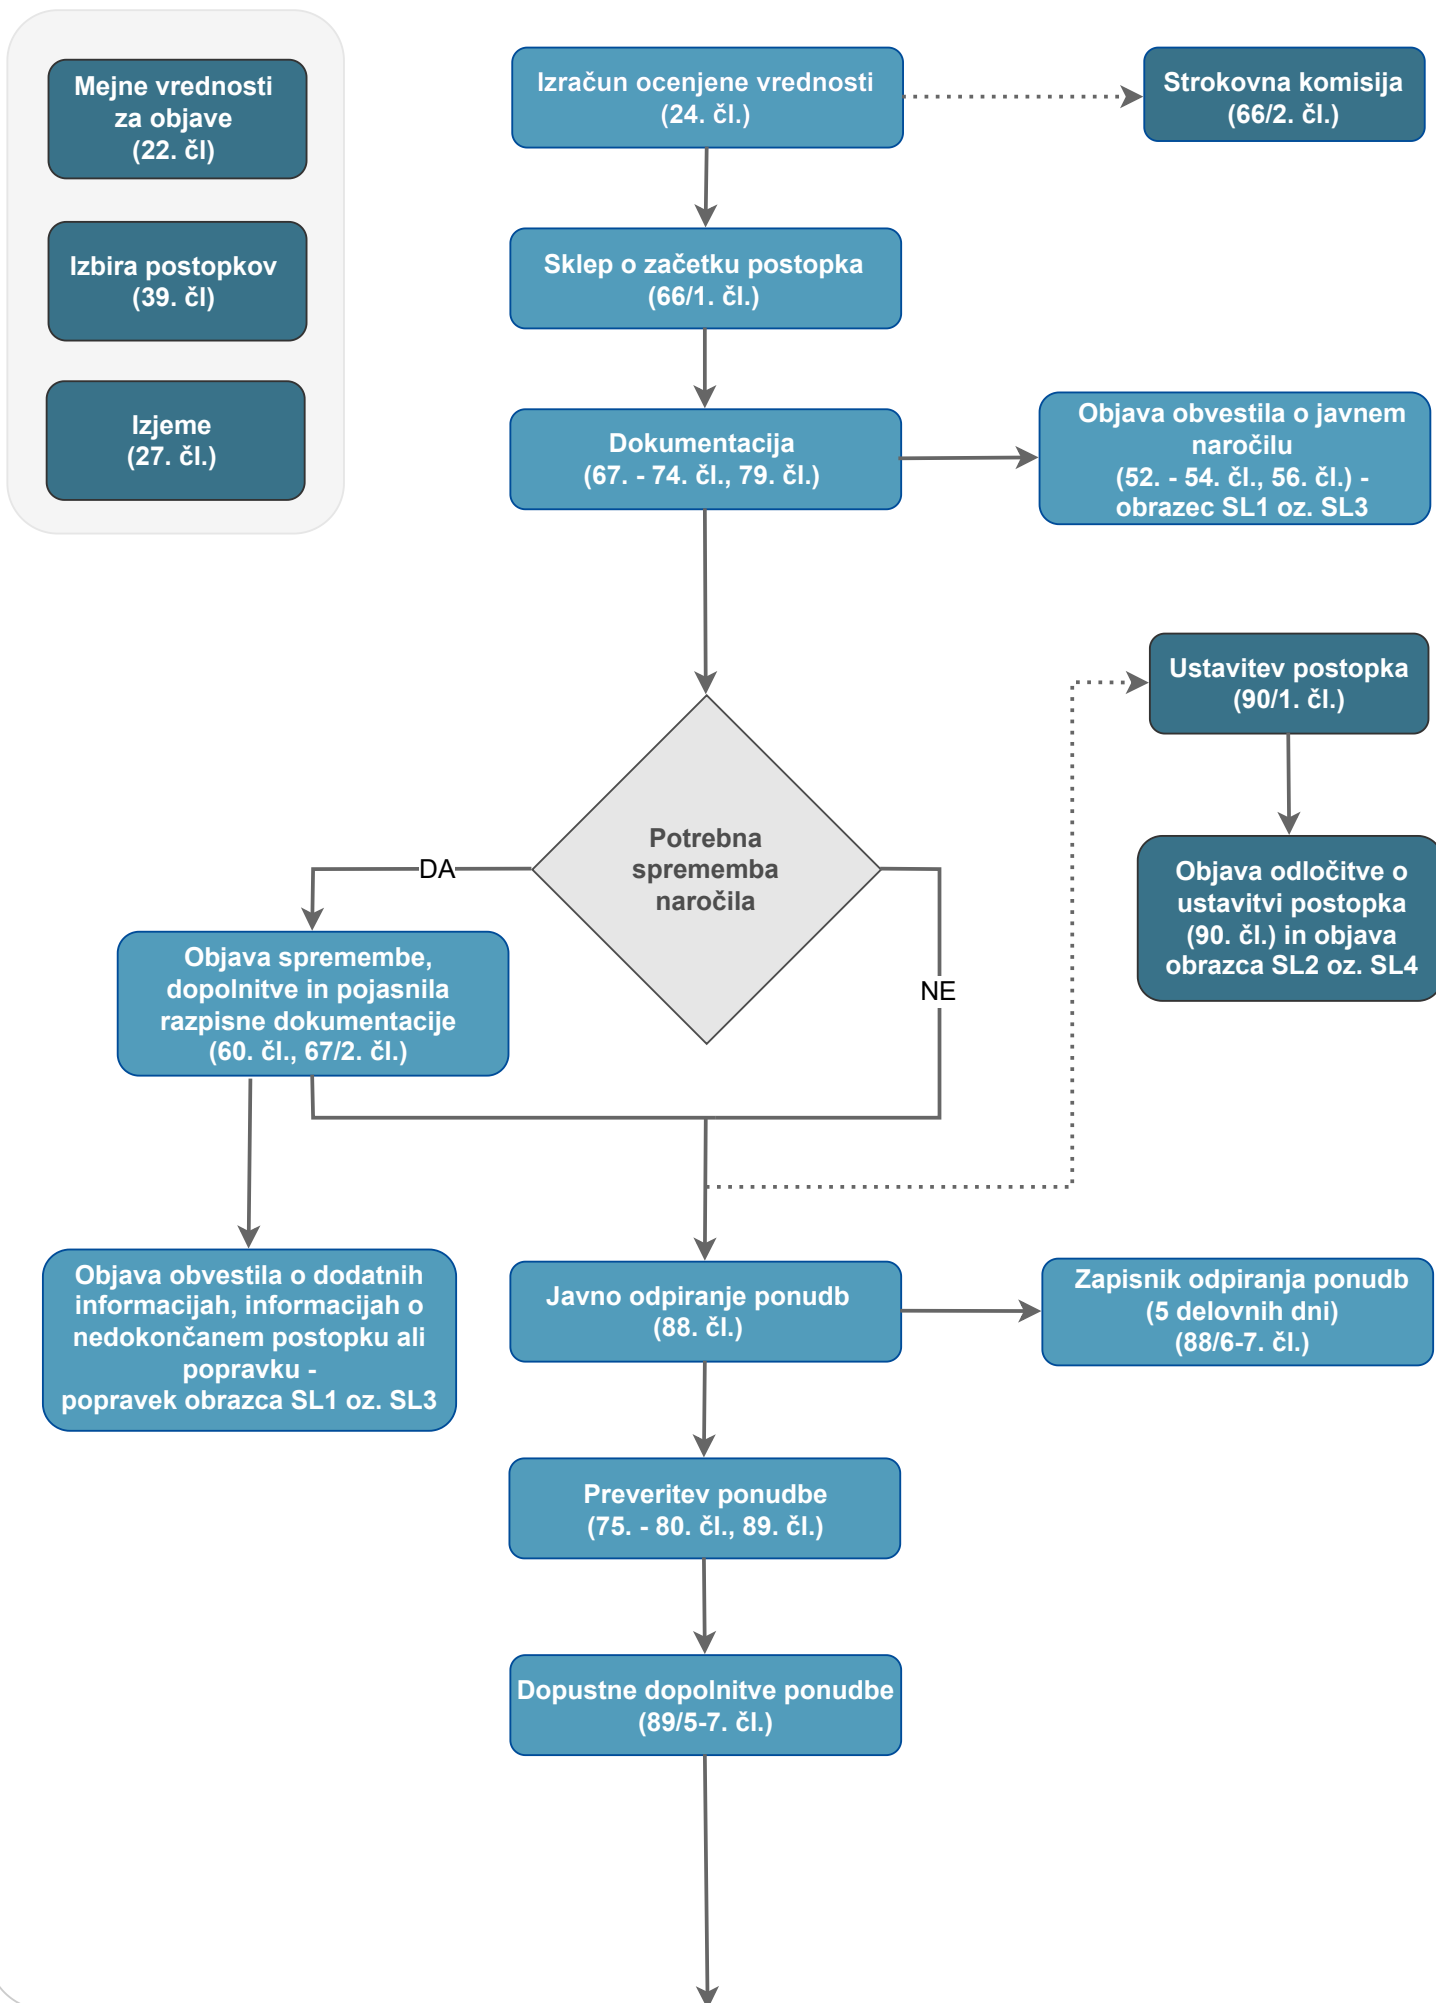 Mejne vrednosti
za objave
(22. čl)
Izbira postopkov
(39. čl)
Izjeme
(27. čl.)
Izračun ocenjene vrednosti
(24. čl.)
Strokovna komisija
(66/2. čl.)
Sklep o začetku postopka
(66/1. čl.)
Dokumentacija
(67. - 74. čl., 79. čl.)
Objava obvestila o javnem
naročilu
(52. - 54. čl., 56. čl.) -
obrazec SL1 oz. SL3
Ustavitev postopka
(90/1. čl.)
Objava odločitve o
ustavitvi postopka
(90. čl.) in objava
obrazca SL2 oz. SL4
Potrebna
sprememba
naročila
DA
NE
Objava spremembe,
dopolnitve in pojasnila
razpisne dokumentacije
(60. čl., 67/2. čl.)
Objava obvestila o dodatnih
informacijah, informacijah o
nedokončanem postopku ali
popravku -
popravek obrazca SL1 oz. SL3
Javno odpiranje ponudb
(88. čl.)
Zapisnik odpiranja ponudb
(5 delovnih dni)
(88/6-7. čl.)
Preveritev ponudbe
(75. - 80. čl., 89. čl.)
Dopustne dopolnitve ponudbe
(89/5-7. čl.)